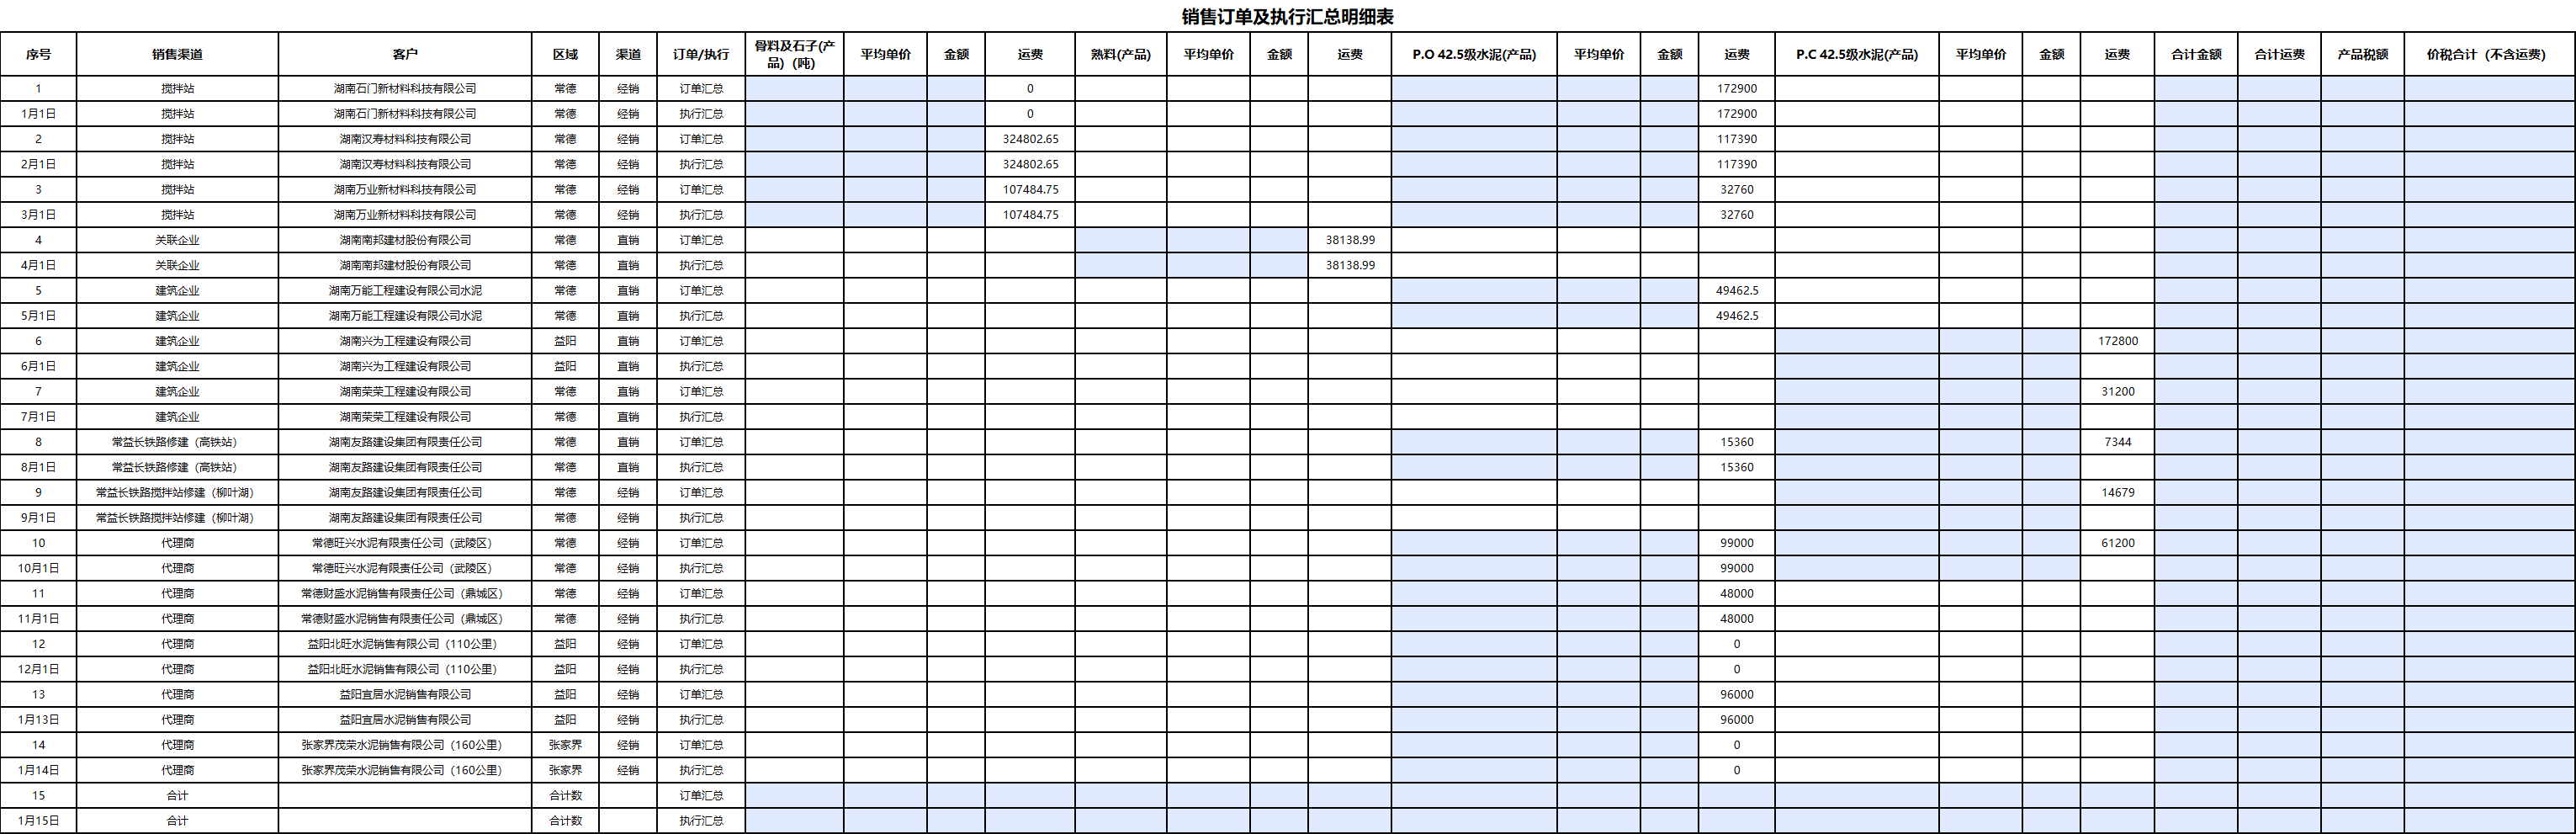 销售订单及执行汇总明细表
序号 销售渠道 客户 区域 渠道 订单/执行 骨料及石子(产品)（吨） 平均单价 金额 运费 熟料(产品) 平均单价 金额 运费 P.O 42.5级水泥(产品) 平均单价 金额 运费 P.C 42.5级水泥(产品) 平均单价 金额 运费 合计金额 合计运费 产品税额 价税合计（不含运费）
1 搅拌站 湖南石门新材料科技有限公司 常德 经销 订单汇总 0 172900
1月1日 搅拌站 湖南石门新材料科技有限公司 常德 经销 执行汇总 0 172900
2 搅拌站 湖南汉寿材料科技有限公司 常德 经销 订单汇总 324802.65 117390
2月1日 搅拌站 湖南汉寿材料科技有限公司 常德 经销 执行汇总 324802.65 117390
3 搅拌站 湖南万业新材料科技有限公司 常德 经销 订单汇总 107484.75 32760
3月1日 搅拌站 湖南万业新材料科技有限公司 常德 经销 执行汇总 107484.75 32760
4 关联企业 湖南南邦建材股份有限公司 常德 直销 订单汇总 38138.99
4月1日 关联企业 湖南南邦建材股份有限公司 常德 直销 执行汇总 38138.99
5 建筑企业 湖南万能工程建设有限公司水泥 常德 直销 订单汇总 49462.5
5月1日 建筑企业 湖南万能工程建设有限公司水泥 常德 直销 执行汇总 49462.5
6 建筑企业 湖南兴为工程建设有限公司 益阳 直销 订单汇总 172800
6月1日 建筑企业 湖南兴为工程建设有限公司 益阳 直销 执行汇总
7 建筑企业 湖南荣荣工程建设有限公司 常德 直销 订单汇总 31200
7月1日 建筑企业 湖南荣荣工程建设有限公司 常德 直销 执行汇总
8 常益长铁路修建（高铁站） 湖南友路建设集团有限责任公司 常德 直销 订单汇总 15360 7344
8月1日 常益长铁路修建（高铁站） 湖南友路建设集团有限责任公司 常德 直销 执行汇总 15360
9 常益长铁路搅拌站修建（柳叶湖） 湖南友路建设集团有限责任公司 常德 经销 订单汇总 14679
9月1日 常益长铁路搅拌站修建（柳叶湖） 湖南友路建设集团有限责任公司 常德 经销 执行汇总
10 代理商 常德旺兴水泥有限责任公司（武陵区） 常德 经销 订单汇总 99000 61200
10月1日 代理商 常德旺兴水泥有限责任公司（武陵区） 常德 经销 执行汇总 99000
11 代理商 常德财盛水泥销售有限责任公司（鼎城区） 常德 经销 订单汇总 48000
11月1日 代理商 常德财盛水泥销售有限责任公司（鼎城区） 常德 经销 执行汇总 48000
12 代理商 益阳北旺水泥销售有限公司（110公里） 益阳 经销 订单汇总 0
12月1日 代理商 益阳北旺水泥销售有限公司（110公里） 益阳 经销 执行汇总 0
13 代理商 益阳宜居水泥销售有限公司 益阳 经销 订单汇总 96000
1月13日 代理商 益阳宜居水泥销售有限公司 益阳 经销 执行汇总 96000
14 代理商 张家界茂荣水泥销售有限公司（160公里） 张家界 经销 订单汇总 0
1月14日 代理商 张家界茂荣水泥销售有限公司（160公里） 张家界 经销 执行汇总 0
15 合计 合计数 订单汇总
1月15日 合计 合计数 执行汇总